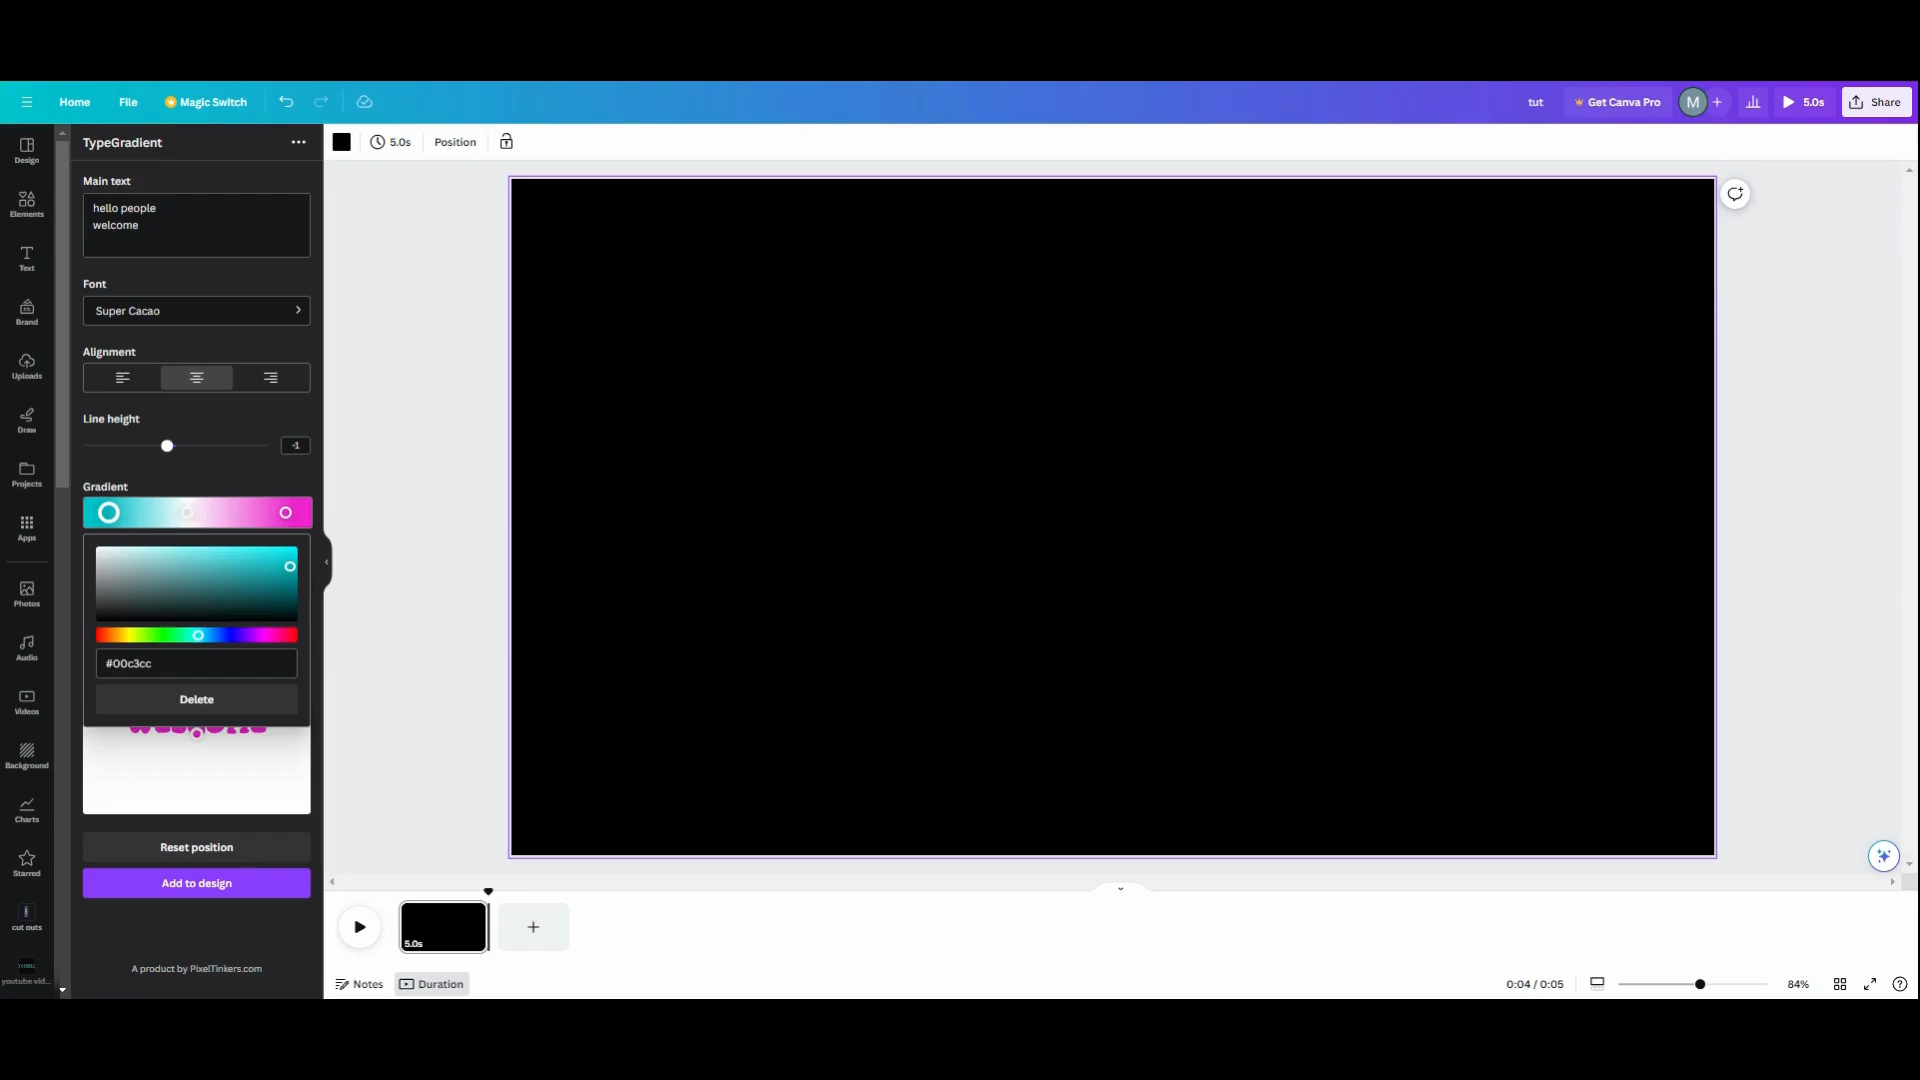 Home
File
Magic Switch
tut
Get Canva Pro
M
5.0s
Share
Design
Elements
Text
Brand
Uploads
Draw
Projects
Apps
Photos
Audio
Videos
Background
Charts
Starred
cut outs
youtube vid...
TypeGradient
Main text
hello people
welcome
Font
Super Cacao
Alignment
Line height
-1
Gradient
#00c3cc
Delete
Reset position
Add to design
A product by PixelTinkers.com
5.0s
Position
5.0s
Notes
Duration
0:04 / 0:05
84%